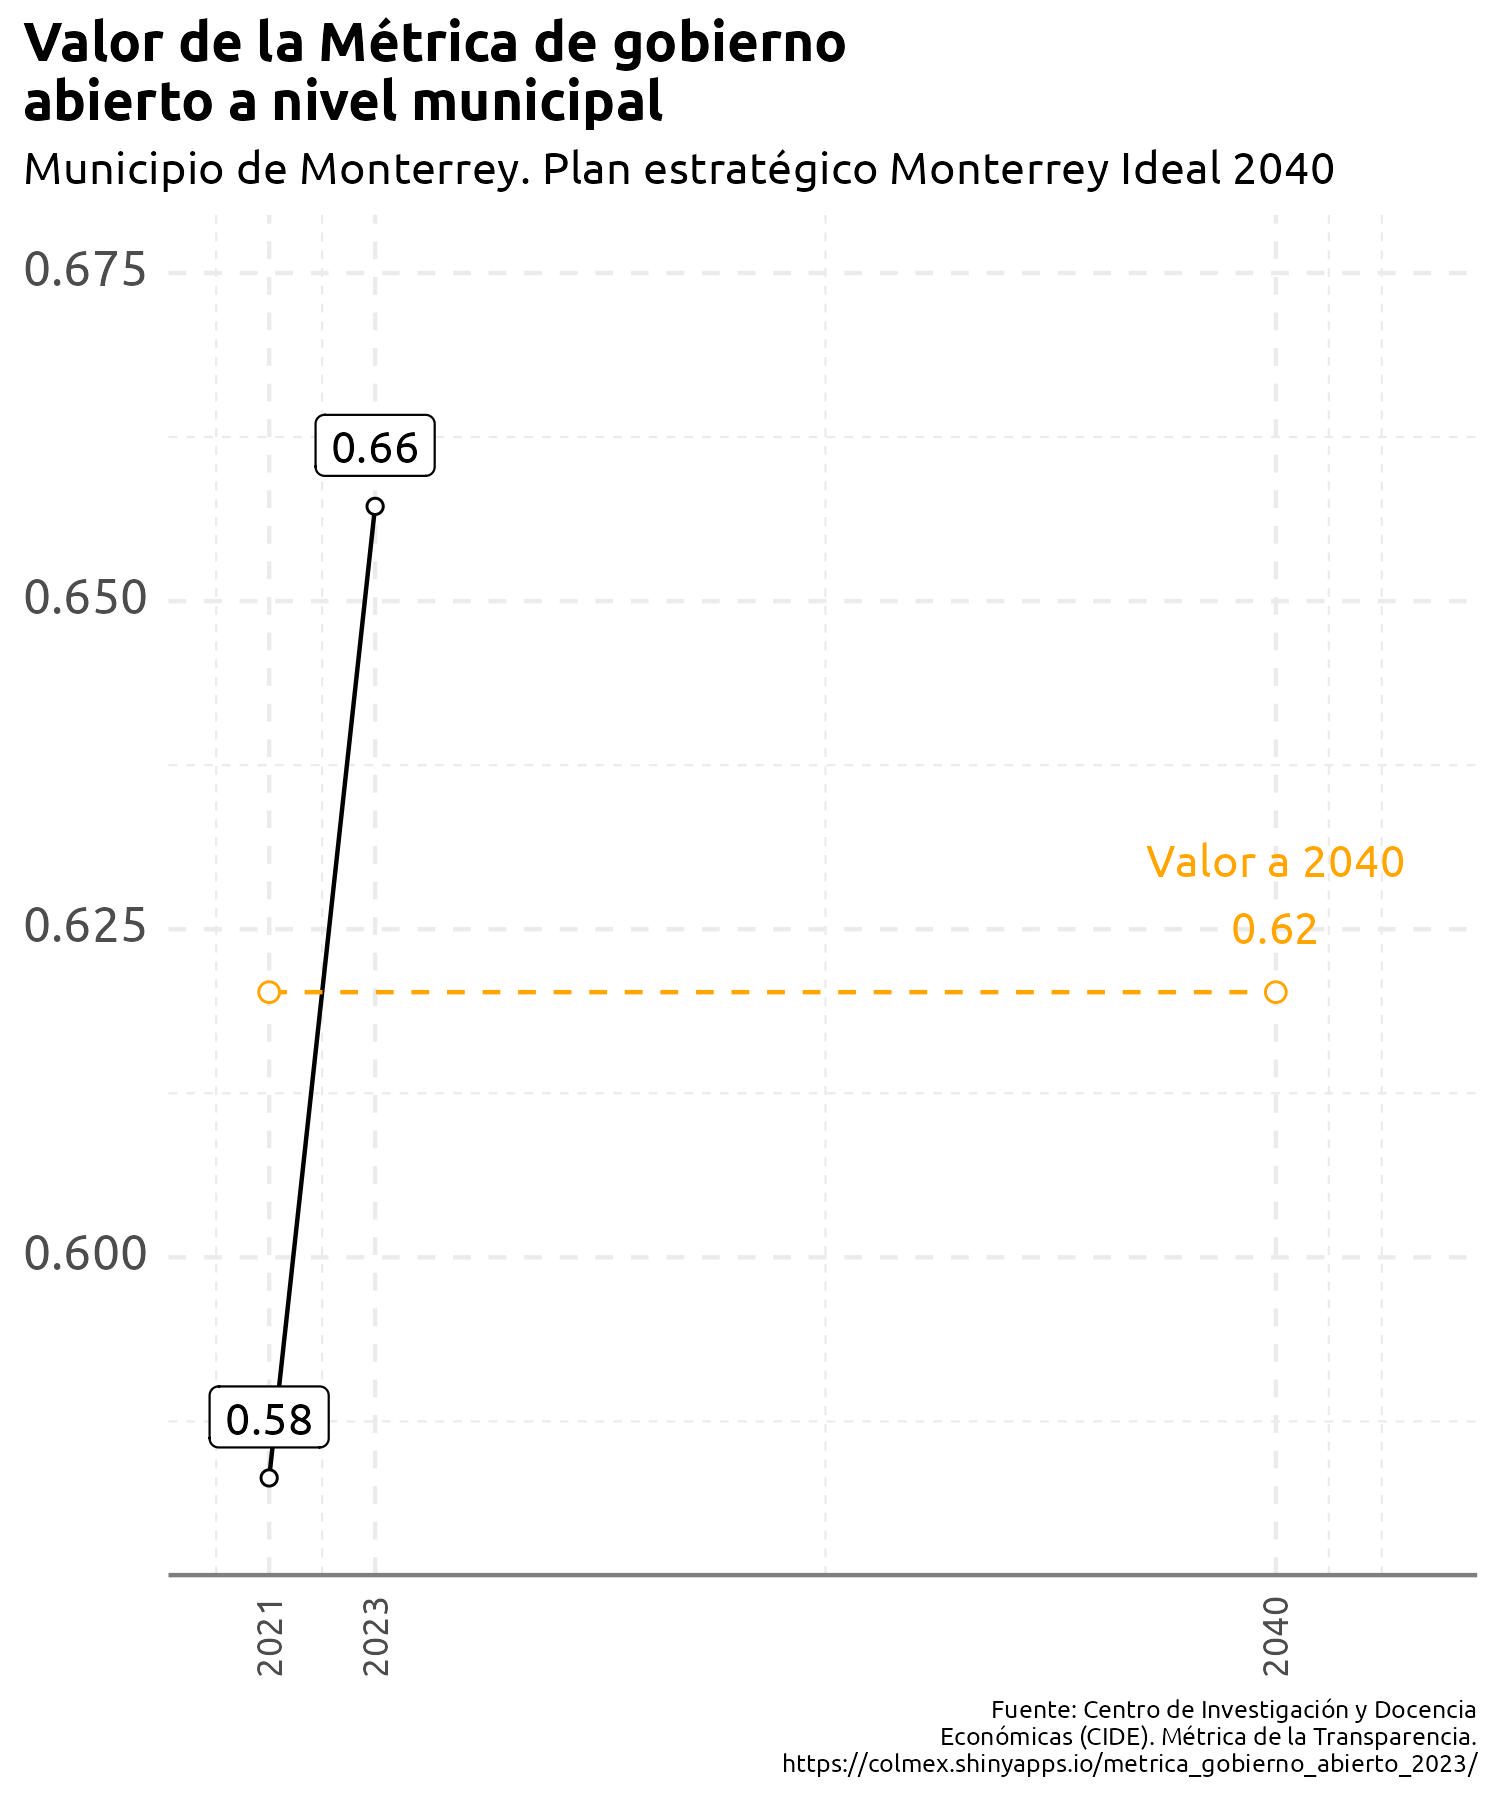 Valor de la Métrica de gobierno
abierto a nivel municipal
Municipio de Monterrey. Plan estratégico Monterrey Ideal 2040
0.675
0.66
0.650
Valor a 2040
0.625
0.62
0.600
0.58
2021
2023
2040
Fuente: Centro de Investigación y Docencia
Económicas (CIDE). Métrica de la Transparencia.
https://colmex.shinyapps.io/metrica_gobierno_abierto_2023/